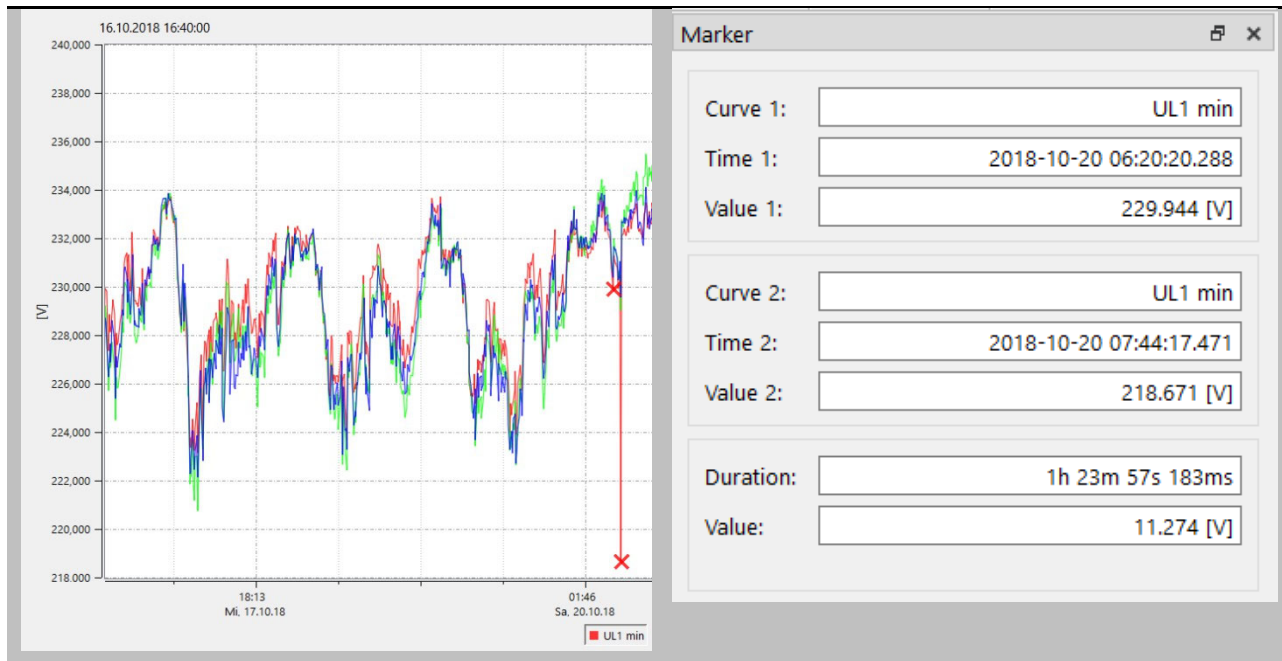 16.10.2018 16:40:00
240,000
238,000
236,000
234,000
232,000
230,000
228,000
226,000
224,000
222,000
220,000
218.000
[V]
18:13
Mi, 17.10.18
01:46
Sa, 20.10.18
UL1 min
Marker
Curve 1:
UL1 min
Time 1:
2018-10-20 06:20:20.288
Value 1:
229.944 [V]
Curve 2:
UL1 min
Time 2:
2018-10-20 07:44:17.471
Value 2:
218.671 [V]
Duration:
1h 23m 57s 183ms
Value:
11.274 [V]